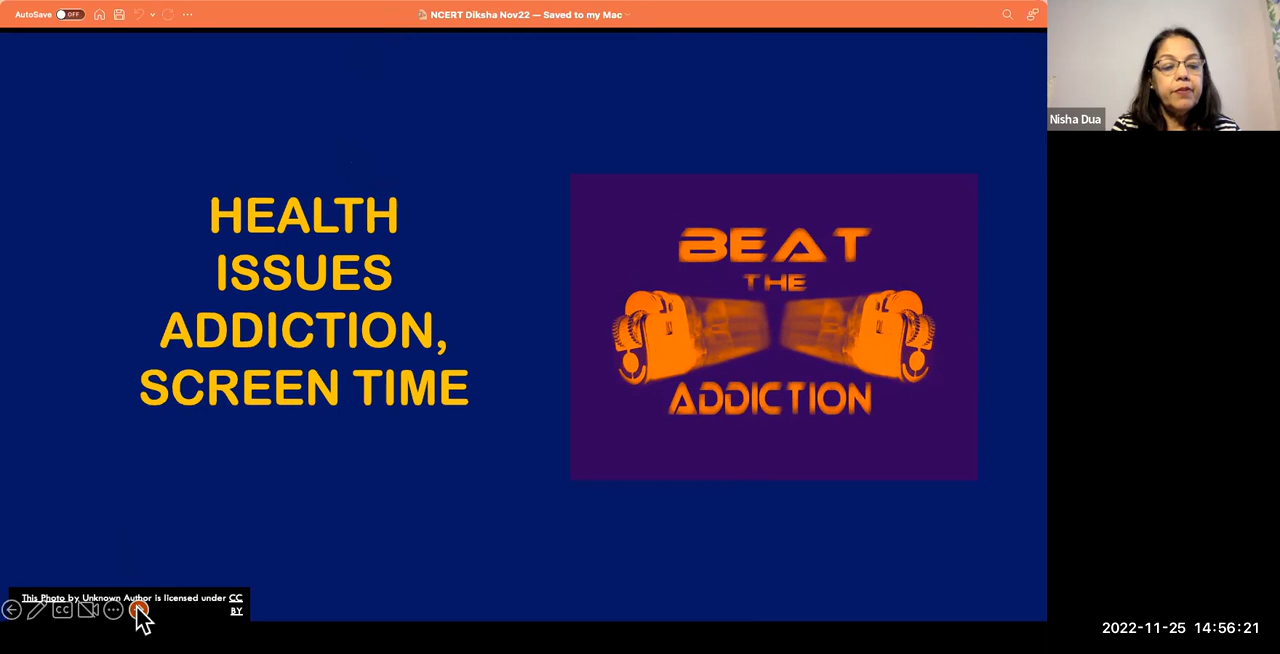 AutoSave OFF
NCERT Diksha Nov22 — Saved to my Mac
Nisha Dua
HEALTH
ISSUES
ADDICTION,
SCREEN TIME
BEAT
THE
ADDICTION
This Photo by Unknown Author is licensed under CC
BY
CC
2022-11-25 14:56:21